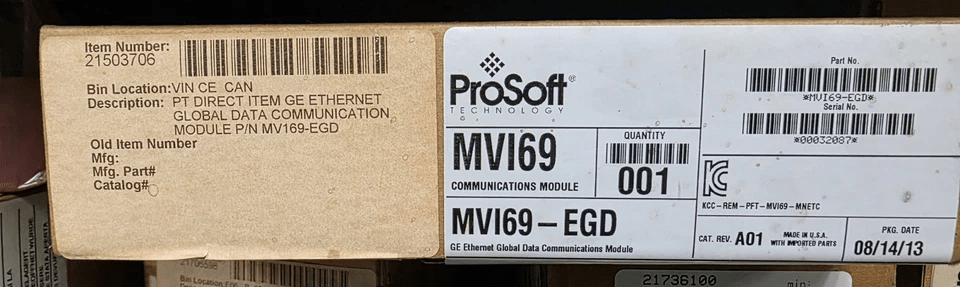 Item Number:
21503706
Bin Location:VIN CE CAN
Description: PT DIRECT ITEM GE ETHERNET
GLOBAL DATA COMMUNICATION
MODULE P/N MV169-EGD
Old Item Number
Mfg:
Mfg. Part#
Catalog#
ProSoft®
TECHNOLOGY
MVI69
COMMUNICATIONS MODULE
QUANTITY
001
MVI69-EGD
GE Ethernet Global Data Communications Module
Part No.
*MVI69-EGD*
Serial No.
*00032087*
KCC-REM-PFT-MVI69-MNETC
CAT. REV. A01
MADE IN U.S.A.
WITH IMPORTED PARTS
PKG. DATE
08/14/13
21736100
min: